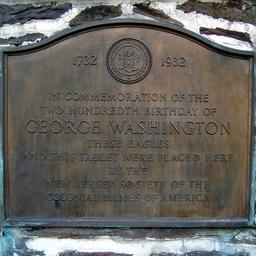 1732 1932
IN COMMEMORATION OF THE
TWO HUNDREDTH BIRTHDAY OF
GEORGE WASHINGTON
THESE EAGLES
AND THIS TABLET WERE PLACED HERE
BY THE
NEW JERSEY SOCIETY OF THE
COLONIAL DAMES OF AMERICA